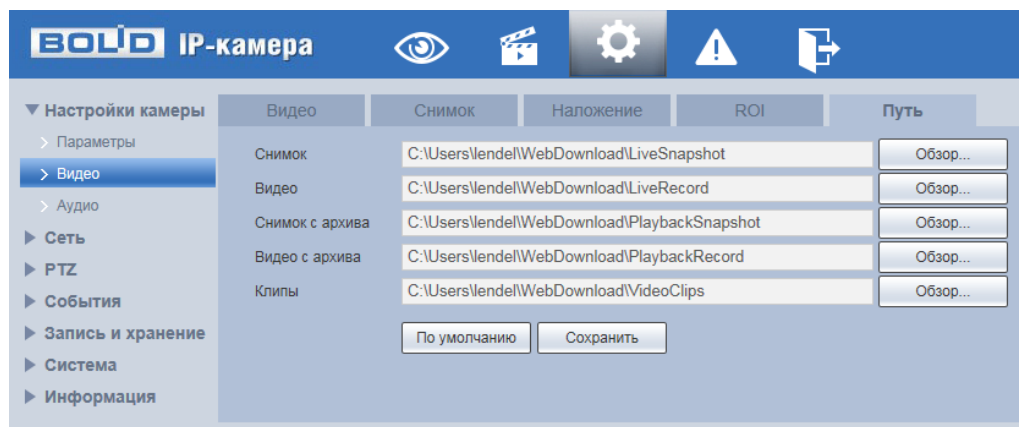 BOLID IP-камера
Настройки камеры
Параметры
Видео
Аудио
Сеть
PTZ
События
Запись и хранение
Система
Информация
Видео Снимок Наложение ROI Путь
Снимок C:\Users\lendel\WebDownload\LiveSnapshot Обзор...
Видео C:\Users\lendel\WebDownload\LiveRecord Обзор...
Снимок с архива C:\Users\lendel\WebDownload\PlaybackSnapshot Обзор...
Видео с архива C:\Users\lendel\WebDownload\PlaybackRecord Обзор...
Клипы C:\Users\lendel\WebDownload\VideoClips Обзор...
По умолчанию Сохранить